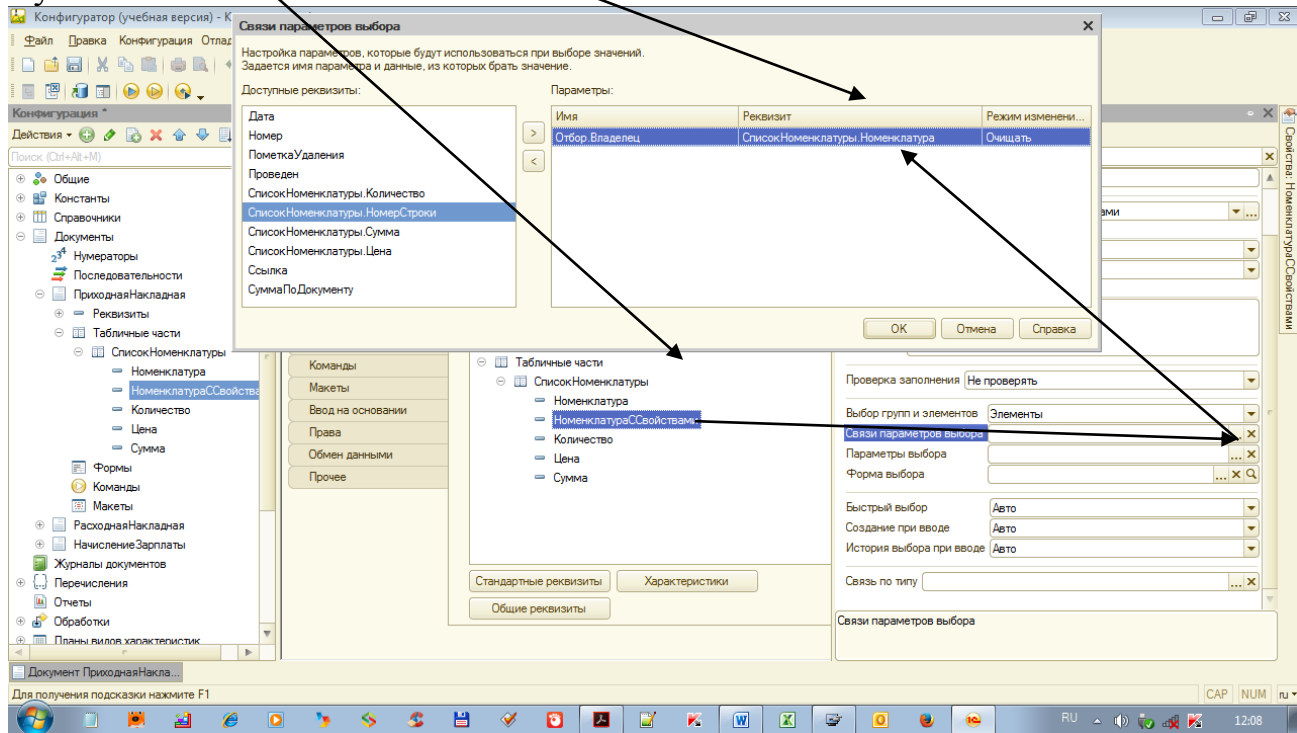 Конфигуратор (учебная версия) - К
Связи параметров выбора
Файл Правка Конфигурация Отлад
Настройка параметров, которые будут использоваться при выборе значений.
Задается имя параметра и данные, из которых брать значение.
Доступные реквизиты:
Параметры:
Дата
Номер
ПометкаУдаления
Проведен
СписокНоменклатуры.Количество
СписокНоменклатуры.НомерСтроки
СписокНоменклатуры.Сумма
СписокНоменклатуры.Цена
Ссылка
СуммаПоДокументу
>
<
Имя Реквизит Режим изменени...
Отбор.Владелец СписокНоменклатуры.Номенклатура Очищать
OK Отмена Справка
Конфигурация *
Действия
Поиск (Ctrl+Alt+M)
Общие
Константы
Справочники
Документы
Нумераторы
Последовательности
ПриходнаяНакладная
Реквизиты
Табличные части
СписокНоменклатуры
Номенклатура
НоменклатураССвойства
Количество
Цена
Сумма
Формы
Команды
Макеты
РасходнаяНакладная
НачислениеЗарплаты
Журналы документов
Перечисления
Отчеты
Обработки
Планы видов характеристик
Команды
Макеты
Ввод на основании
Права
Обмен данными
Прочее
Табличные части
СписокНоменклатуры
Номенклатура
НоменклатураССвойствами
Количество
Цена
Сумма
Стандартные реквизиты Характеристики
Общие реквизиты
Свойства: НоменклатураССвойствами
ами
Проверка заполнения Не проверять
Выбор групп и элементов Элементы
Связи параметров выбора
Параметры выбора
Форма выбора
Быстрый выбор Авто
Создание при вводе Авто
История выбора при вводе Авто
Связь по типу
Связи параметров выбора
Документ ПриходнаяНакла...
Для получения подсказки нажмите F1
CAP NUM ru
RU 12:08